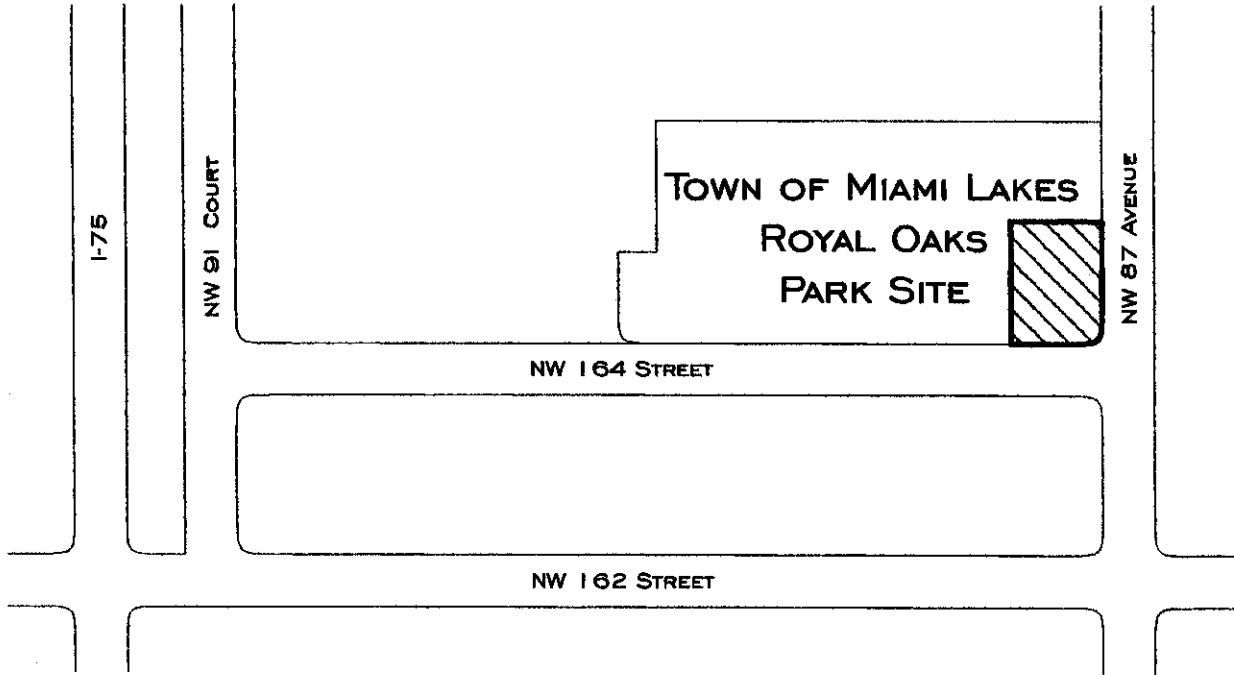 Town of Miami Lakes
Royal Oaks
Park Site
I-75
NW 91 Court
NW 87 Avenue
NW 164 Street
NW 162 Street